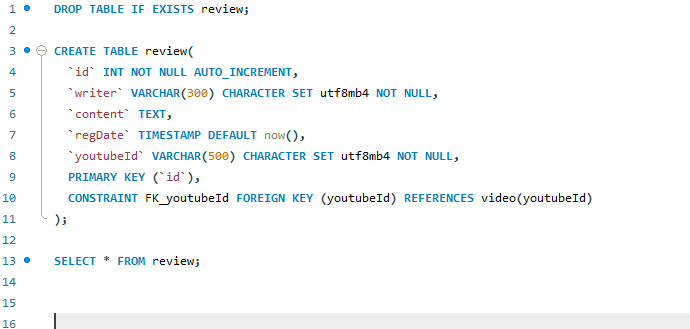 1 DROP TABLE IF EXISTS review;
2
3 CREATE TABLE review(
4 `id` INT NOT NULL AUTO_INCREMENT,
5 `writer` VARCHAR(300) CHARACTER SET utf8mb4 NOT NULL,
6 `content` TEXT,
7 `regDate` TIMESTAMP DEFAULT now(),
8 `youtubeId` VARCHAR(500) CHARACTER SET utf8mb4 NOT NULL,
9 PRIMARY KEY (`id`),
10 CONSTRAINT FK_youtubeId FOREIGN KEY (youtubeId) REFERENCES video(youtubeId)
11 );
12
13 SELECT * FROM review;
14
15
16